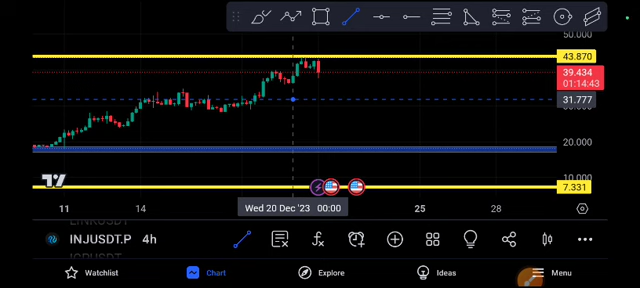 50.000
43.870
39.434
01:14:43
31.777
20.000
10.000
7.331
11 14 Wed 20 Dec '23 00:00 25 28
LINKUSDT
INJUSDT.P 4h
Watchlist Chart Explore Ideas Menu